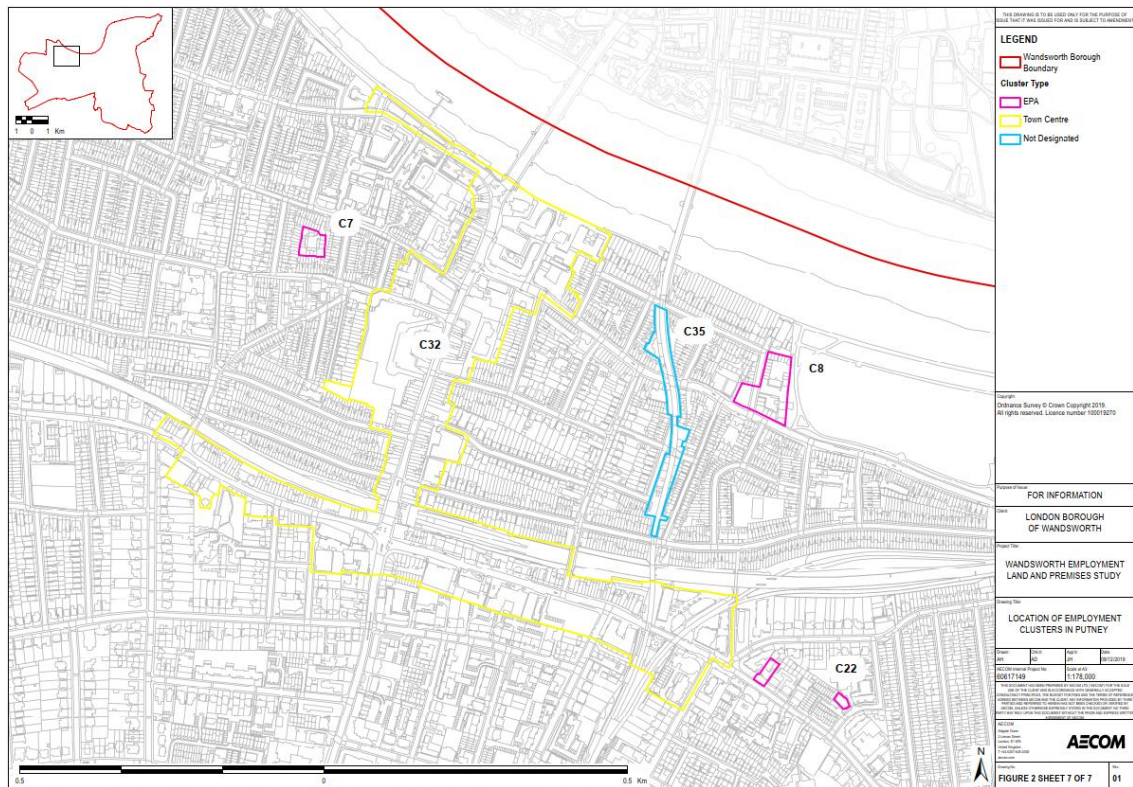 1 0 1 Km
C7
C32
C35
C8
C22
N
0.5 0 0.5 Km
THIS DRAWING IS TO BE USED ONLY FOR THE PURPOSE OF
ISSUE THAT IT WAS ISSUED FOR AND IS SUBJECT TO AMENDMENT
LEGEND
Wandsworth Borough
Boundary
Cluster Type
EPA
Town Centre
Not Designated
Copyright
Ordnance Survey © Crown Copyright 2019.
All rights reserved. Licence number 100019270
Purpose of Issue
FOR INFORMATION
Client
LONDON BOROUGH
OF WANDSWORTH
Project Title
WANDSWORTH EMPLOYMENT
LAND AND PREMISES STUDY
Drawing Title
LOCATION OF EMPLOYMENT
CLUSTERS IN PUTNEY
Drawn Date
AECOM Internal Project No Scale at A3
60617149 1:178,000
AECOM
AECOM
FIGURE 2 SHEET 7 OF 7
Rev
01